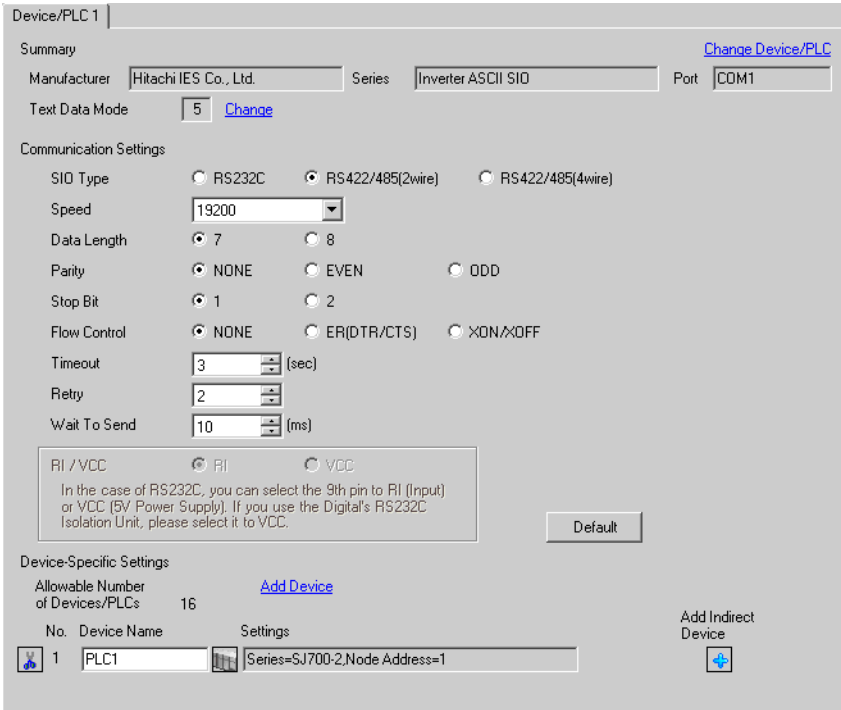 Device/PLC 1
Summary
Change Device/PLC
Manufacturer Hitachi IES Co., Ltd. Series Inverter ASCII SIO Port COM1
Text Data Mode 5 Change
Communication Settings
SIO Type RS232C RS422/485(2wire) RS422/485(4wire)
Speed 19200
Data Length 7 8
Parity NONE EVEN ODD
Stop Bit 1 2
Flow Control NONE ER(DTR/CTS) XON/XOFF
Timeout 3 (sec)
Retry 2
Wait To Send 10 (ms)
RI / VCC RI VCC
In the case of RS232C, you can select the 9th pin to RI (Input)
or VCC (5V Power Supply). If you use the Digital's RS232C
Isolation Unit, please select it to VCC.
Default
Device-Specific Settings
Allowable Number
of Devices/PLCs 16
Add Device
Add Indirect
Device
No. Device Name Settings
1 PLC1 Series=SJ700-2,Node Address=1